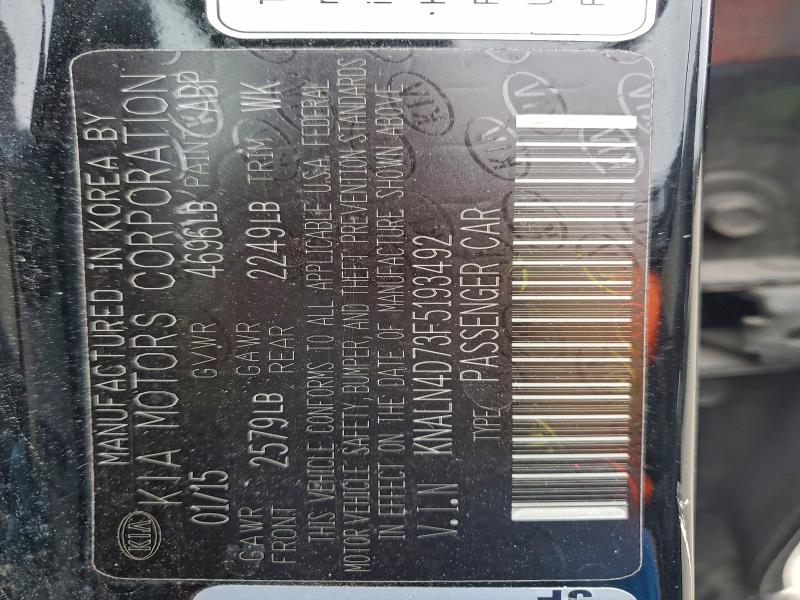 MANUFACTURED IN KOREA BY
KIA MOTORS CORPORATION
01/15 GVWR 4696LB PAINT ABP
GAWR FRONT 2579LB GAWR REAR 2249LB TRIM WK
THIS VEHICLE CONFORMS TO ALL APPLICABLE U.S.A. FEDERAL
MOTOR VEHICLE SAFETY, BUMPER, AND THEFT PREVENTION STANDARDS
IN EFFECT ON THE DATE OF MANUFACTURE SHOWN ABOVE
V.I.N KNALN4D73F5193492
TYPE PASSENGER CAR
KIA